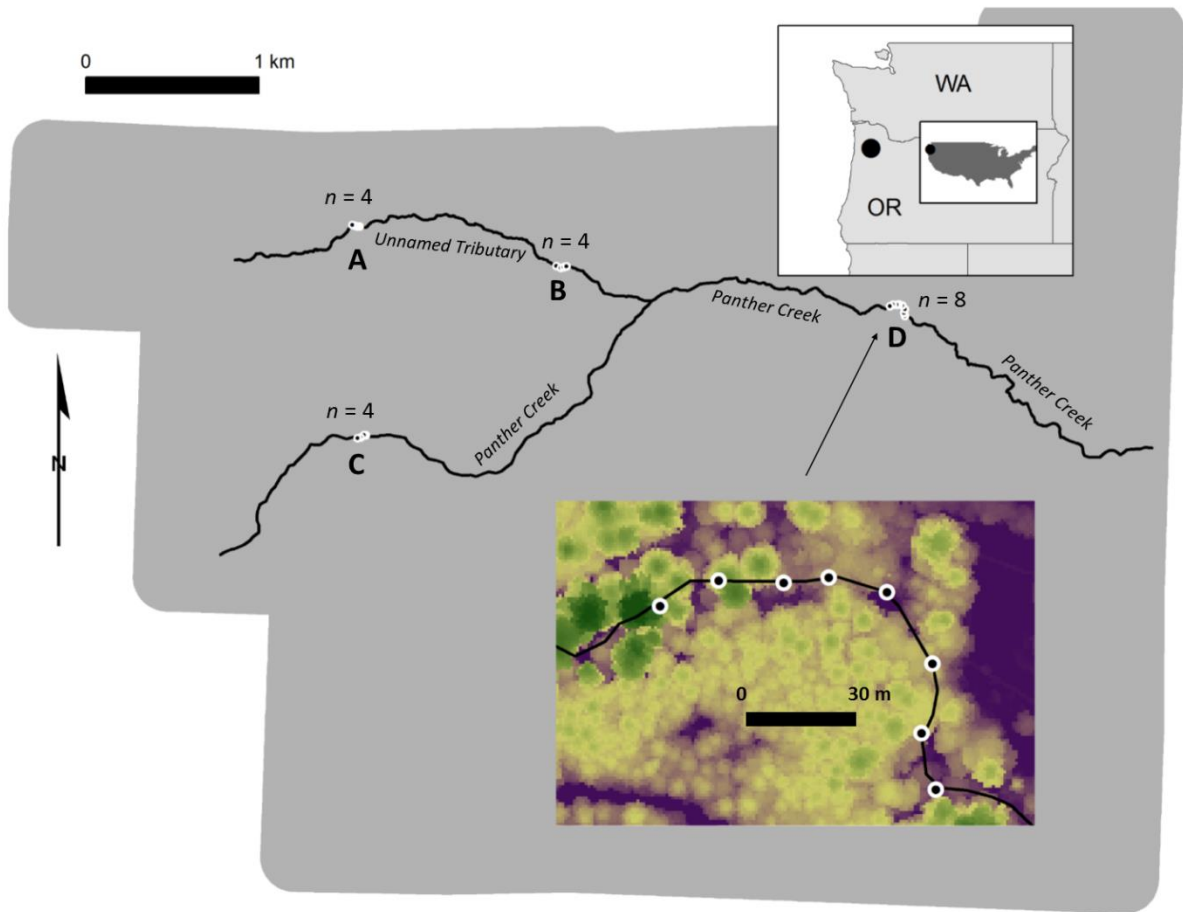 0 1 km
WA
OR
n = 4
Unnamed Tributary
A
n = 4
B
Panther Creek
n = 8
D
Panther Creek
Panther Creek
n = 4
C
N
0 30 m